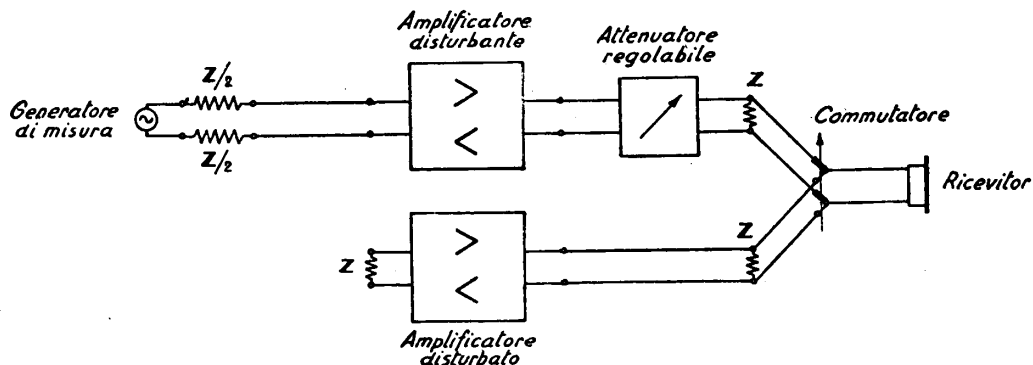 Amplificatore
disturbante
Attenuatore
regolabile
Z/2
Z
Generatore
di misura
>
<
Commutatore
Z/2
Ricevitor
Z
Z
>
<
Amplificatore
disturbato